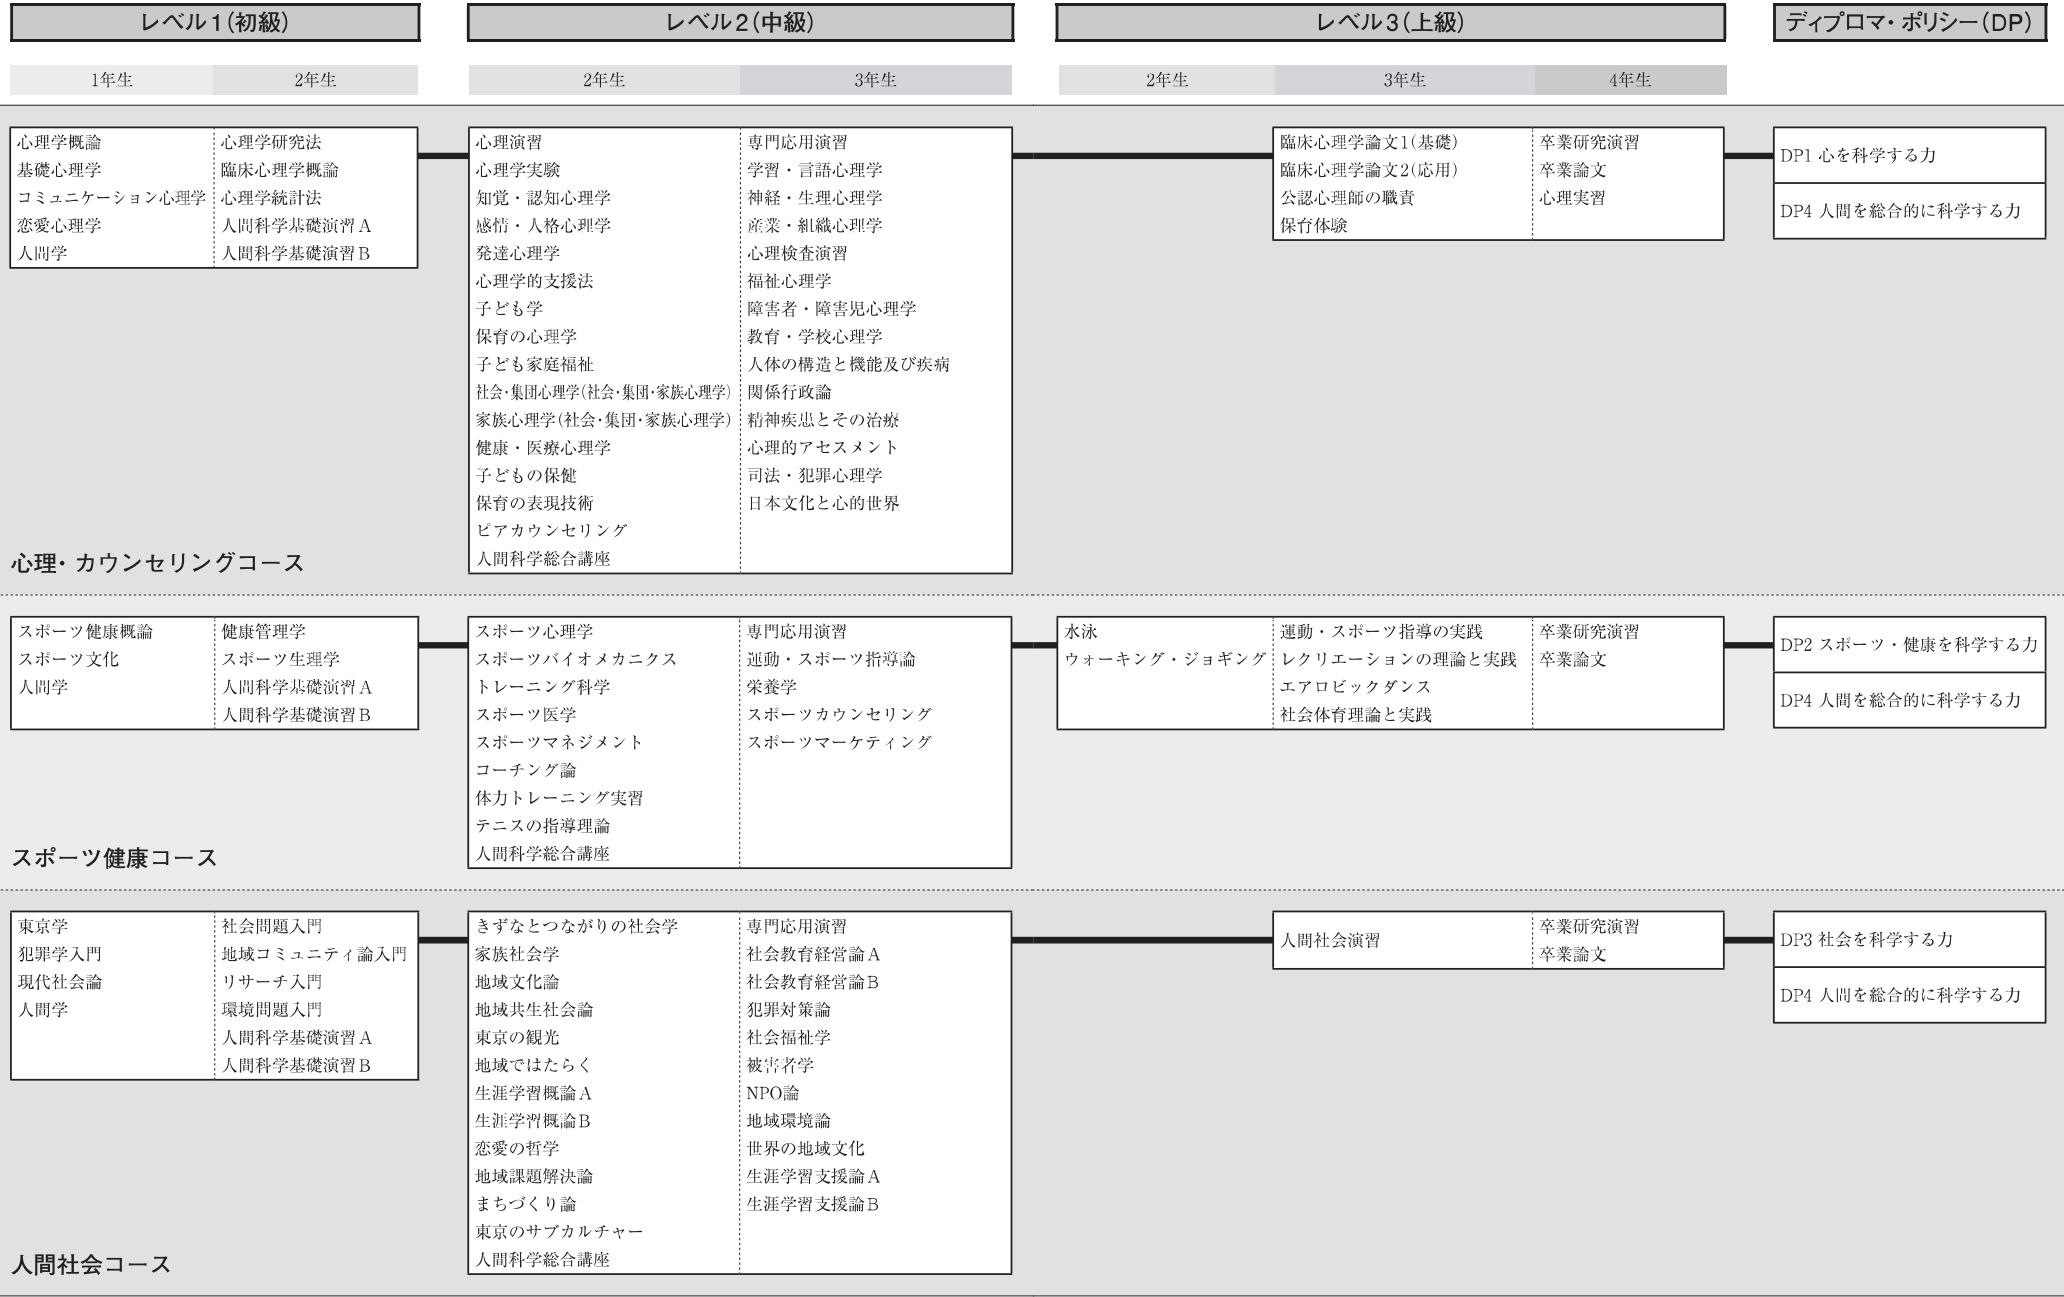 レベル1(初級)
レベル2(中級)
レベル3(上級)
ディプロマ・ポリシー(DP)
1年生
2年生
2年生
3年生
2年生
3年生
4年生
心理学概論
基礎心理学
コミュニケーション心理学
恋愛心理学
人間学
心理学研究法
臨床心理学概論
心理学統計法
人間科学基礎演習A
人間科学基礎演習B
心理演習
心理学実験
知覚・認知心理学
感情・人格心理学
発達心理学
心理学的支援法
子ども学
保育の心理学
子ども家庭福祉
社会・集団心理学(社会・集団・家族心理学)
家族心理学(社会・集団・家族心理学)
健康・医療心理学
子どもの保健
保育の表現技術
ピアカウンセリング
人間科学総合講座
専門応用演習
学習・言語心理学
神経・生理心理学
産業・組織心理学
心理検査演習
福祉心理学
障害者・障害児心理学
教育・学校心理学
人体の構造と機能及び疾病
関係行政論
精神疾患とその治療
心理的アセスメント
司法・犯罪心理学
日本文化と心的世界
臨床心理学論文1(基礎)
臨床心理学論文2(応用)
公認心理師の職責
保育体験
卒業研究演習
卒業論文
心理実習
DP1 心を科学する力
DP4 人間を総合的に科学する力
心理・カウンセリングコース
スポーツ健康概論
スポーツ文化
人間学
健康管理学
スポーツ生理学
人間科学基礎演習A
人間科学基礎演習B
スポーツ心理学
スポーツバイオメカニクス
トレーニング科学
スポーツ医学
スポーツマネジメント
コーチング論
体力トレーニング実習
テニスの指導理論
人間科学総合講座
専門応用演習
運動・スポーツ指導論
栄養学
スポーツカウンセリング
スポーツマーケティング
水泳
ウォーキング・ジョギング
運動・スポーツ指導の実践
レクリエーションの理論と実践
エアロビックダンス
社会体育理論と実践
卒業研究演習
卒業論文
DP2 スポーツ・健康を科学する力
DP4 人間を総合的に科学する力
スポーツ健康コース
東京学
犯罪学入門
現代社会論
人間学
社会問題入門
地域コミュニティ論入門
リサーチ入門
環境問題入門
人間科学基礎演習A
人間科学基礎演習B
きずなとつながりの社会学
家族社会学
地域文化論
地域共生社会論
東京の観光
地域ではたらく
生涯学習概論A
生涯学習概論B
恋愛の哲学
地域課題解決論
まちづくり論
東京のサブカルチャー
人間科学総合講座
専門応用演習
社会教育経営論A
社会教育経営論B
犯罪対策論
社会福祉学
被害者学
NPO論
地域環境論
世界の地域文化
生涯学習支援論A
生涯学習支援論B
人間社会演習
卒業研究演習
卒業論文
DP3 社会を科学する力
DP4 人間を総合的に科学する力
人間社会コース